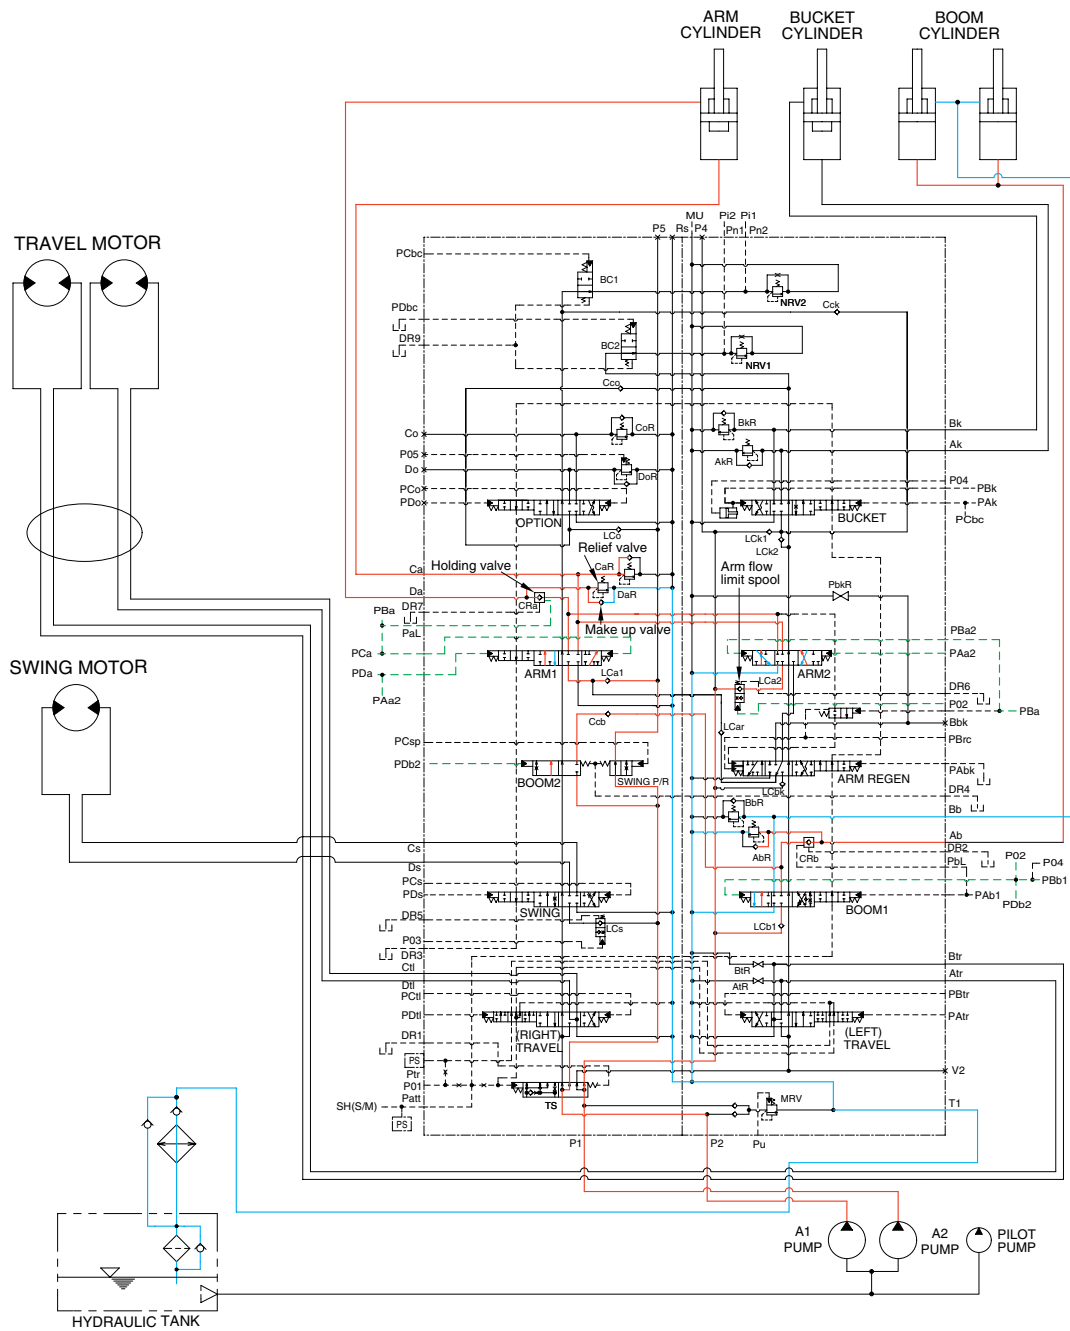 ARM
CYLINDER
BUCKET
CYLINDER
BOOM
CYLINDER
TRAVEL MOTOR
SWING MOTOR
MU
Pi2
Pi1
P5
Rs
P4
Pn1
Pn2
PCbc
BC1
NRV2
Cck
PDbc
DR9
BC2
NRV1
Cco
Co
CoR
BkR
Bk
Ak
P05
Do
DoR
AkR
P04
PCo
PDo
PBk
PAk
PCbc
OPTION
BUCKET
LCo
LCk1
LCk2
Relief valve
Holding valve
CaR
Arm flow
limit spool
Ca
Da
DaR
PbkR
DR7
CRa
PBa
PaL
Make up valve
PBa2
PCa
PAa2
PDa
ARM1
ARM2
LCa1
LCa2
DR6
PAa2
P02
PBa
Ccb
LCar
Bbk
PCsp
PBrc
PDb2
PAbk
BOOM2
SWING P/R
ARM REGEN
LCbk
DR4
BbR
Bb
Ab
Cs
AbR
CRb
DR2
P02
P04
PbL
Ds
PCs
PBb1
PDs
PAb1
PDb2
SWING
BOOM1
DR5
LCs
LCb1
P03
DR3
Ctl
BtR
Btr
Atr
Dtl
AtR
PCtl
PBtr
PDtl
PAtr
(RIGHT)
TRAVEL
(LEFT)
TRAVEL
DR1
PS
Ptr
V2
P01
Patt
TS
MRV
T1
SH(S/M)
PS
P1
P2
Pu
A1
PUMP
A2
PUMP
PILOT
PUMP
HYDRAULIC TANK